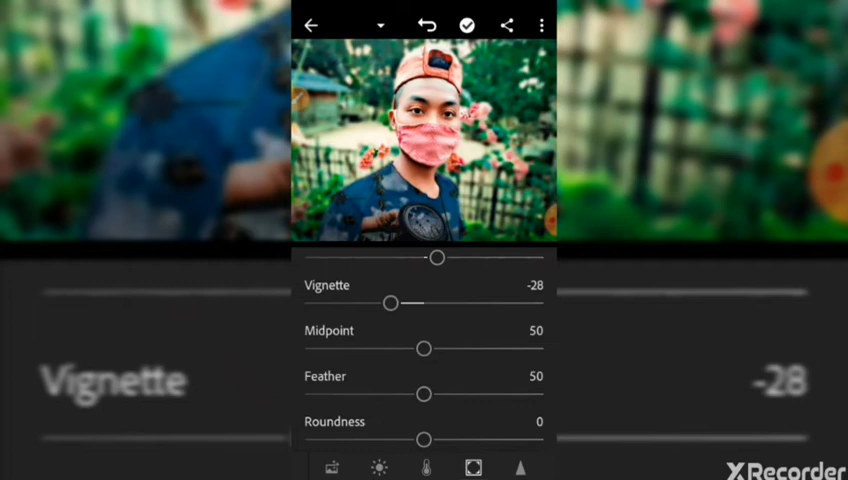 Vignette -28
Midpoint 50
Feather 50
Roundness 0
Vignette -28
XRecorder